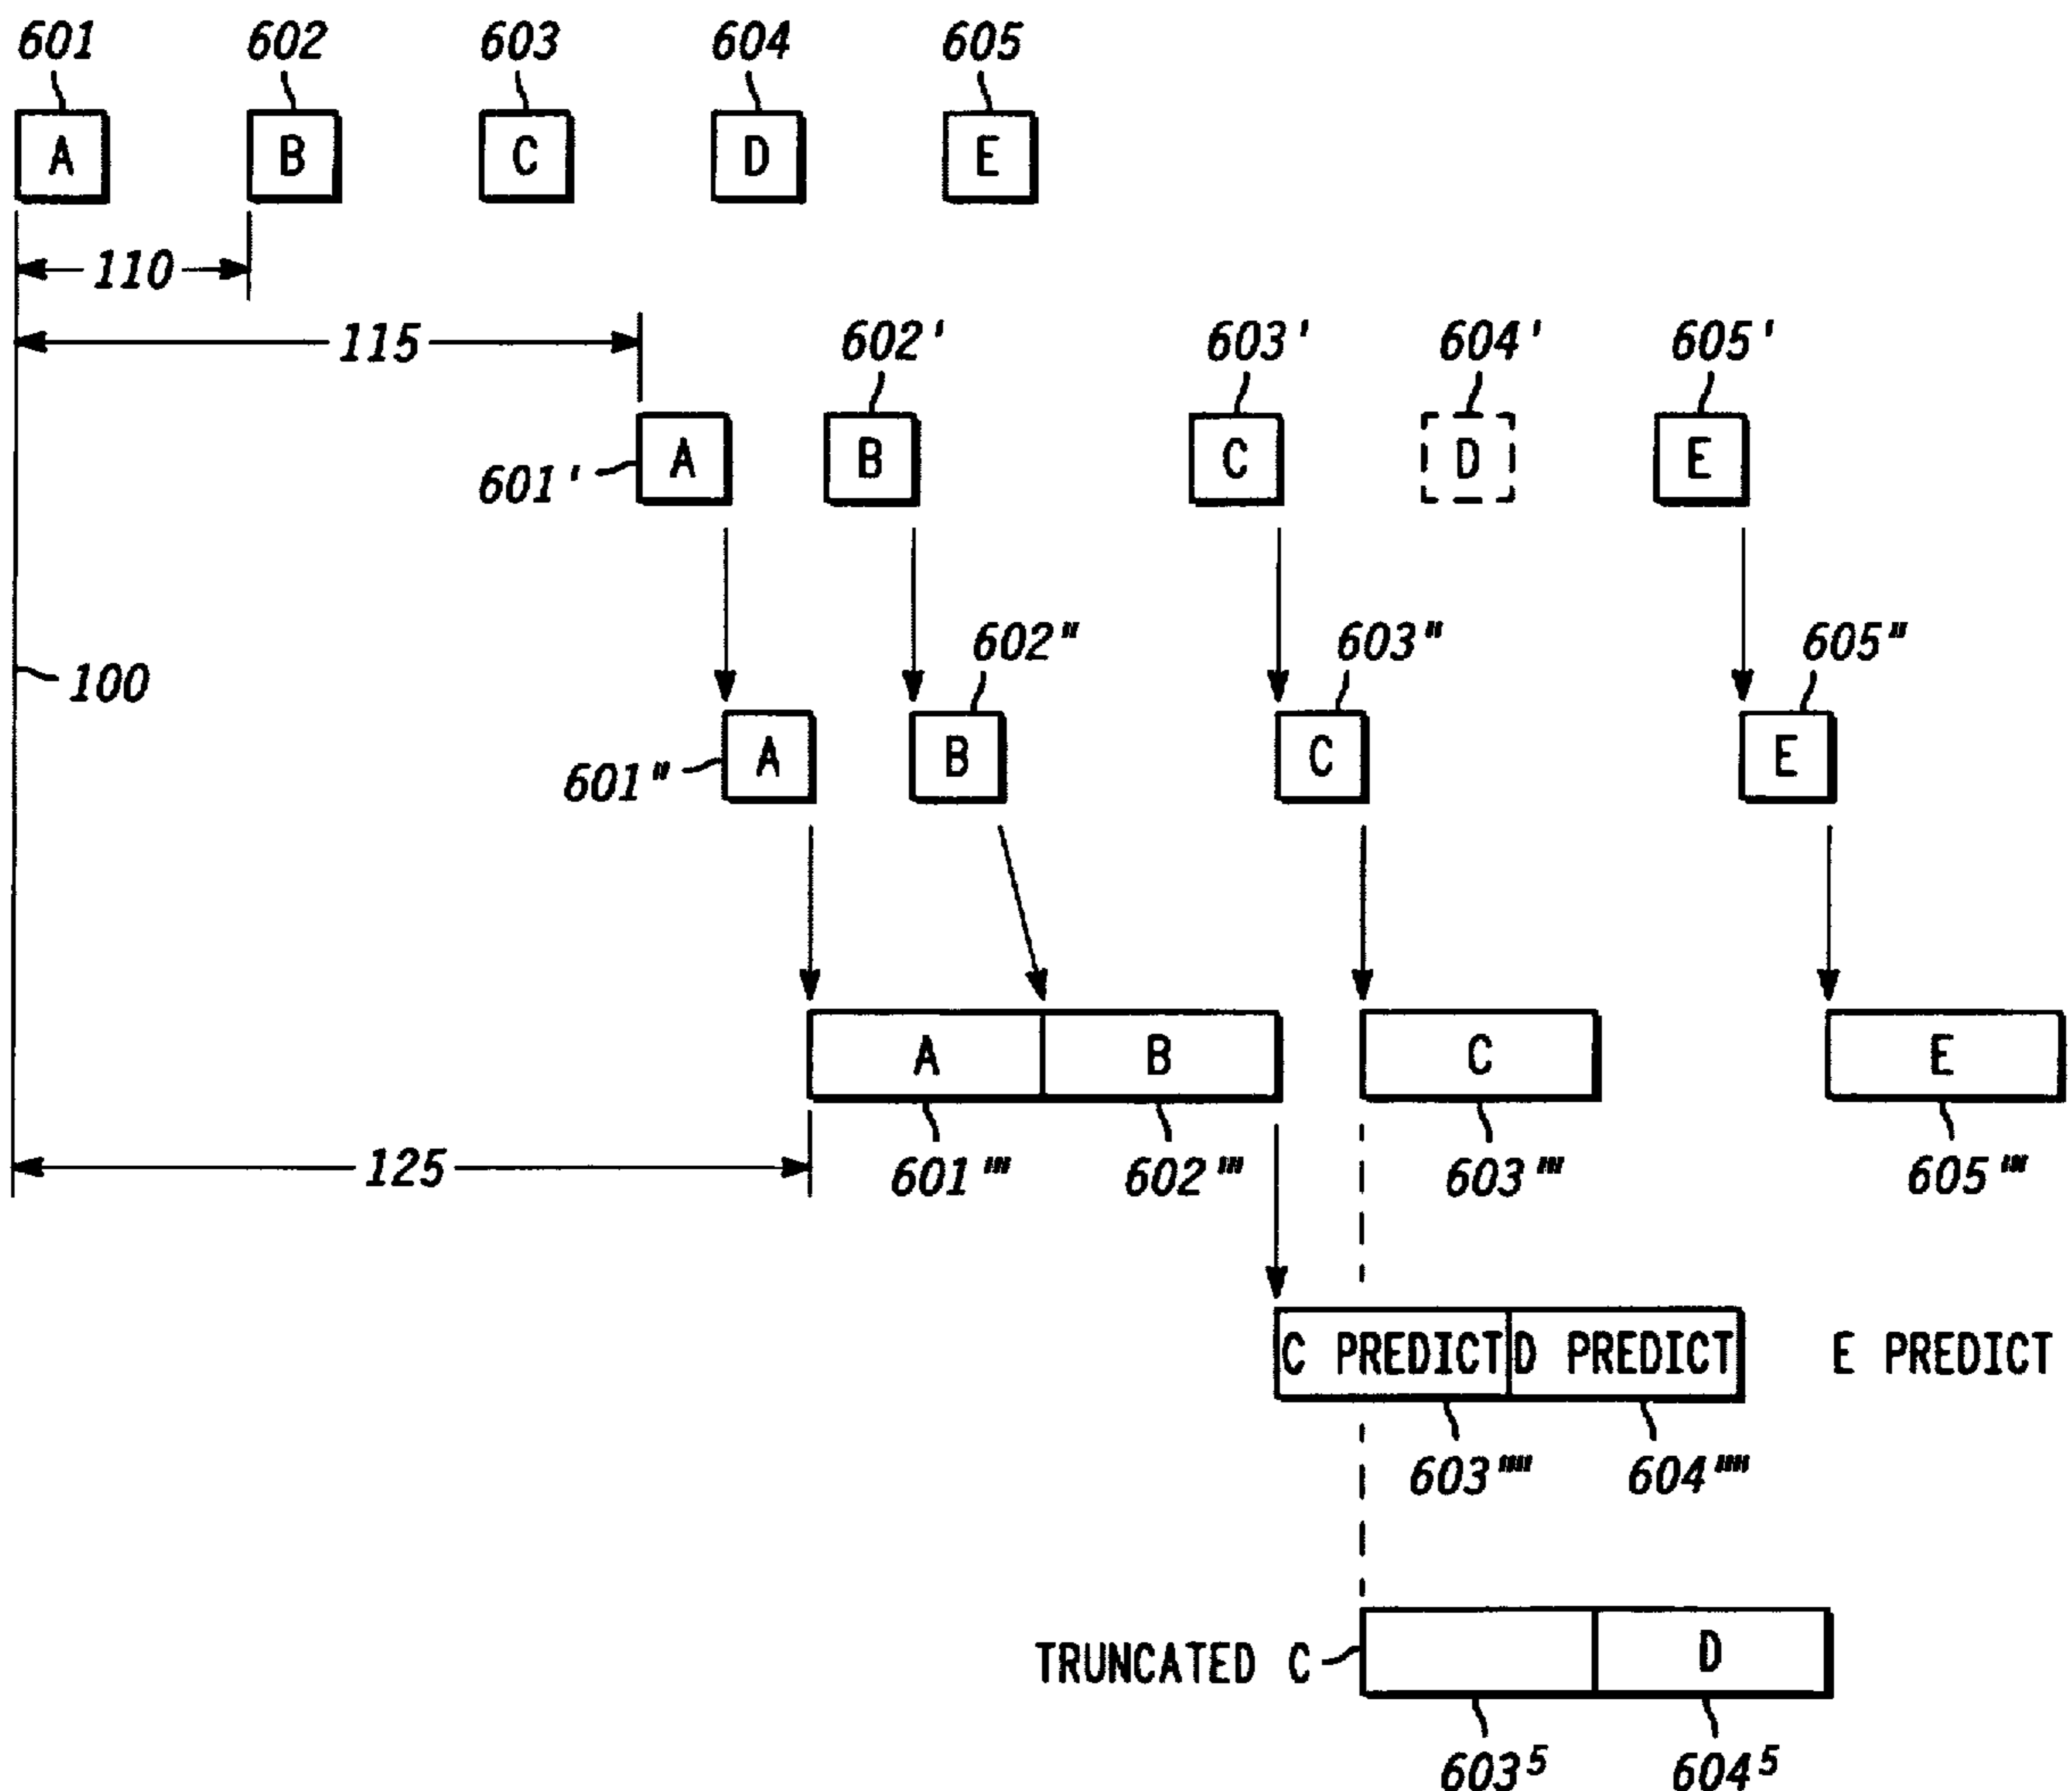 601 602 603 604 605
A B C D E
110
115 602' 603' 604' 605'
601' A B C D E
602" 603" 605"
100
601" A B C E
A B C E
125 601"' 602"' 603"' 605"'
C PREDICT D PREDICT E PREDICT
603"" 604""
TRUNCATED C D
603⁵ 604⁵